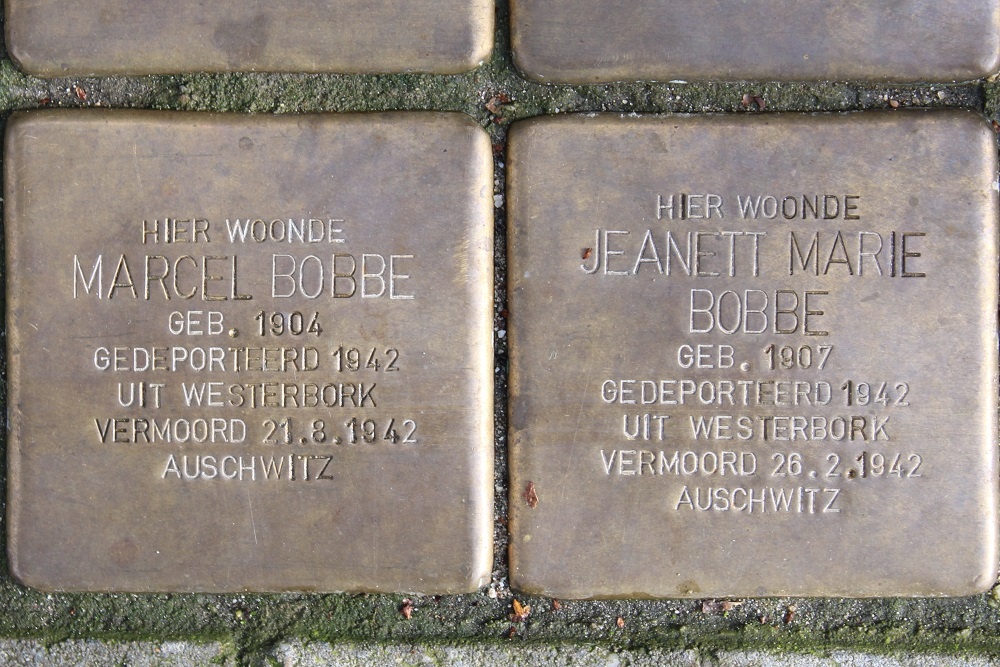 HIER WOONDE
MARCEL BOBBE
GEB. 1904
GEDEPORTEERD 1942
UIT WESTERBORK
VERMOORD 21.8.1942
AUSCHWITZ
HIER WOONDE
JEANETT MARIE
BOBBE
GEB. 1907
GEDEPORTEERD 1942
UIT WESTERBORK
VERMOORD 26.2.1942
AUSCHWITZ